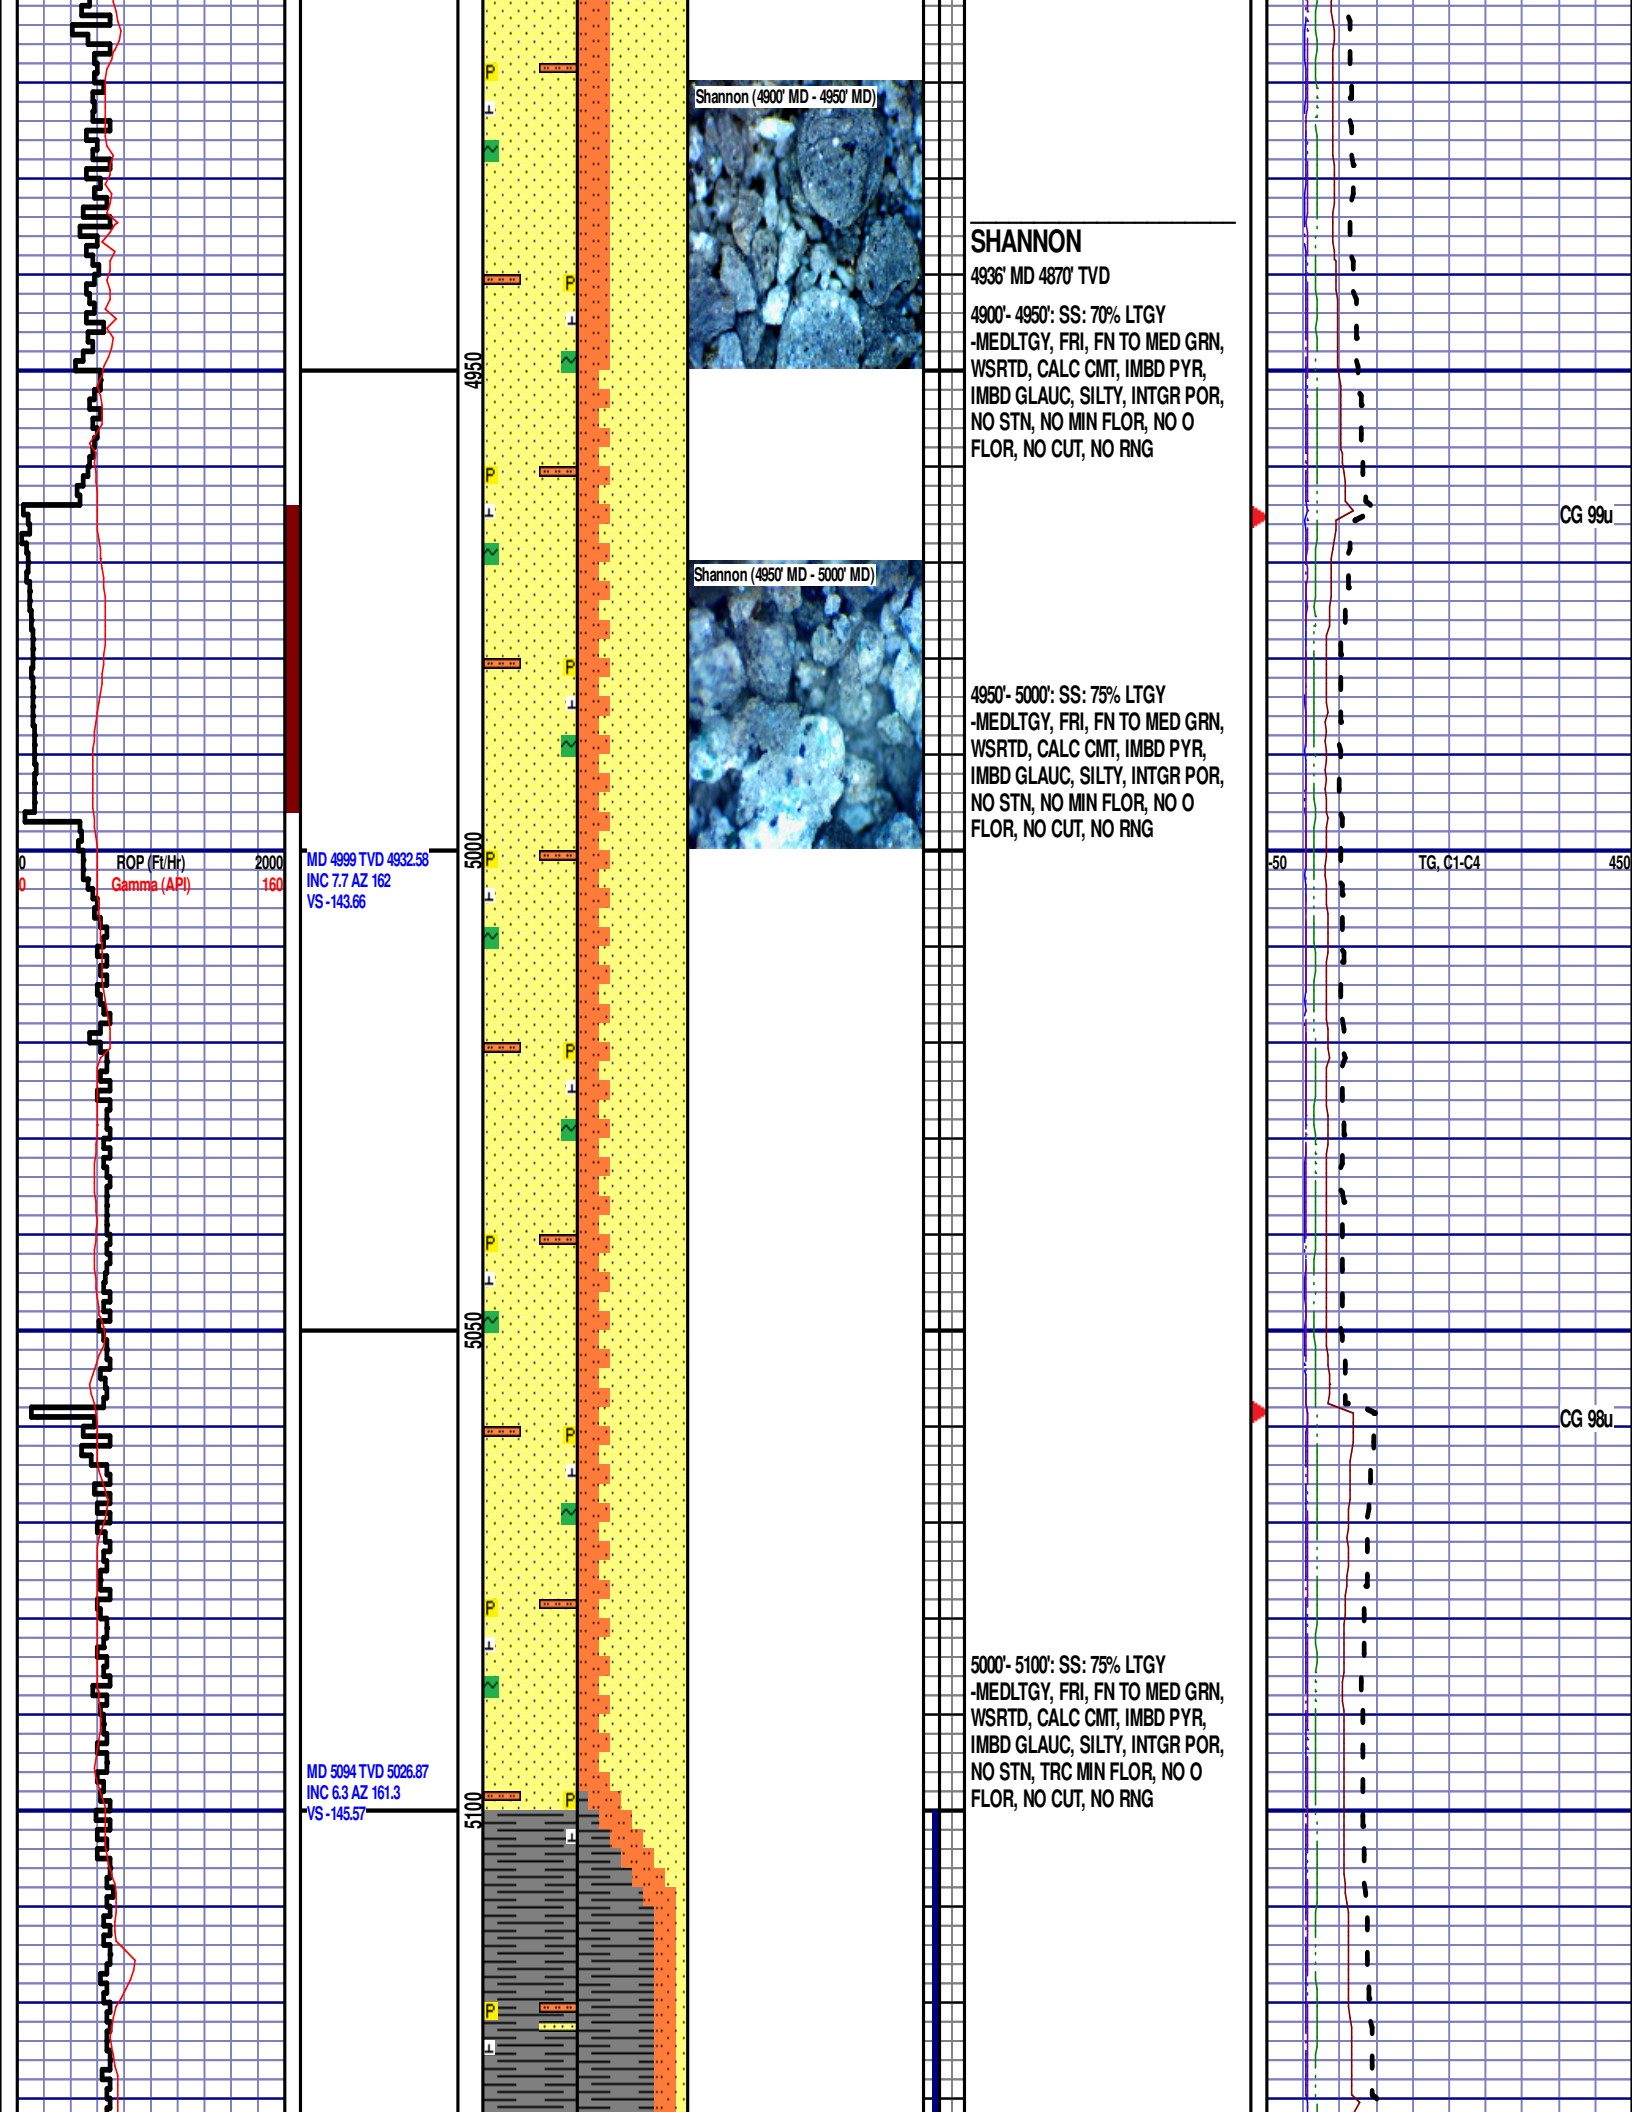 Shannon (4900' MD - 4950' MD)
SHANNON
4936' MD 4870' TVD
4900'- 4950': SS: 70% LTGY
-MEDLTGY, FRI, FN TO MED GRN,
WSRTD, CALC CMT, IMBD PYR,
IMBD GLAUC, SILTY, INTGR POR,
NO STN, NO MIN FLOR, NO O
FLOR, NO CUT, NO RNG
4950
CG 99u
Shannon (4950' MD - 5000' MD)
4950'- 5000': SS: 75% LTGY
-MEDLTGY, FRI, FN TO MED GRN,
WSRTD, CALC CMT, IMBD PYR,
IMBD GLAUC, SILTY, INTGR POR,
NO STN, NO MIN FLOR, NO O
FLOR, NO CUT, NO RNG
0 ROP (Ft/Hr) 2000
0 Gamma (API) 160
MD 4999 TVD 4932.58
INC 7.7 AZ 162
VS -143.66
5000
-50 TG, C1-C4 450
5050
CG 98u
5000'- 5100': SS: 75% LTGY
-MEDLTGY, FRI, FN TO MED GRN,
WSRTD, CALC CMT, IMBD PYR,
IMBD GLAUC, SILTY, INTGR POR,
NO STN, TRC MIN FLOR, NO O
FLOR, NO CUT, NO RNG
MD 5094 TVD 5026.87
INC 6.3 AZ 161.3
VS -145.57
5100
P
P
P
P
P
P
P
P
P
P
P